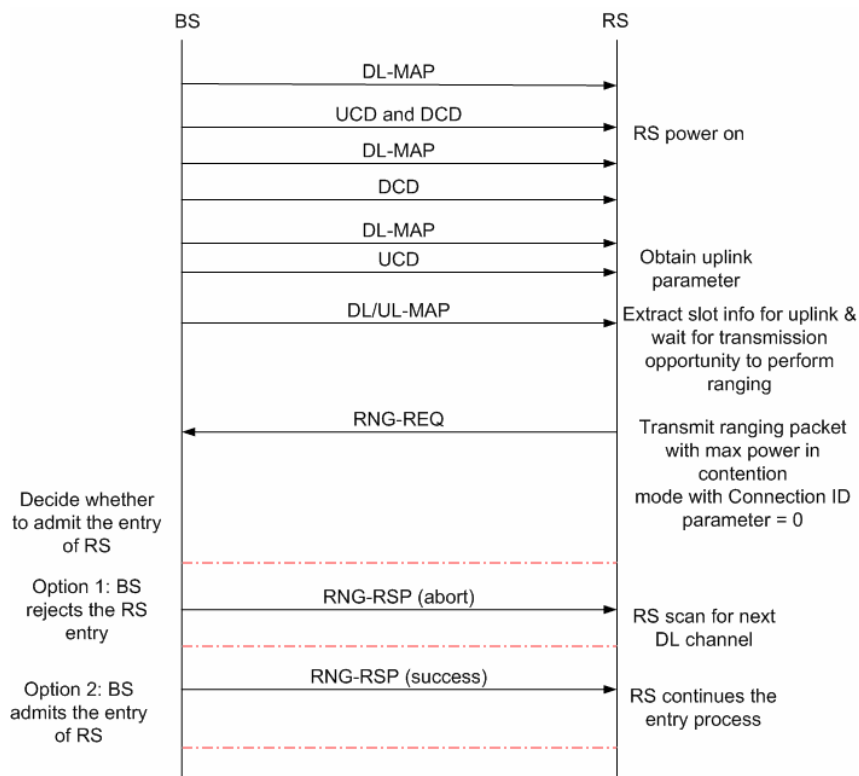 BS
RS
DL-MAP
UCD and DCD
RS power on
DL-MAP
DCD
DL-MAP
UCD
Obtain uplink
parameter
DL/UL-MAP
Extract slot info for uplink &
wait for transmission
opportunity to perform
ranging
RNG-REQ
Transmit ranging packet
with max power in
contention
mode with Connection ID
parameter = 0
Decide whether
to admit the entry
of RS
Option 1: BS
rejects the RS
entry
RNG-RSP (abort)
RS scan for next
DL channel
Option 2: BS
admits the entry
of RS
RNG-RSP (success)
RS continues the
entry process